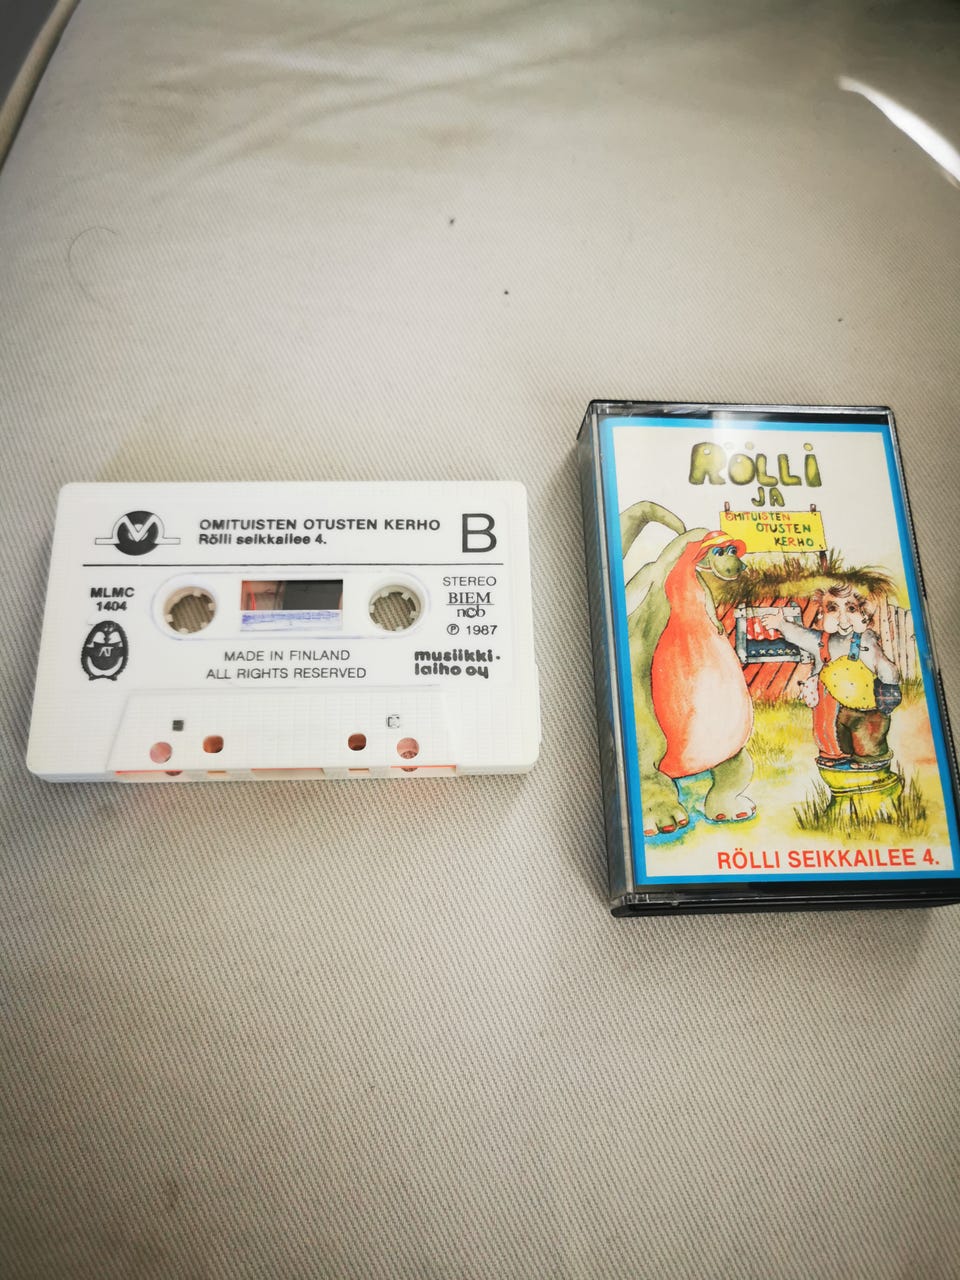 OMITUISTEN OTUSTEN KERHO
Rölli seikkailee 4.
B
MLMC
1404
AT
STEREO
BIEM
ncb
℗ 1987
MADE IN FINLAND
ALL RIGHTS RESERVED
musiikki-
laiho oy
RÖLLI
JA
OMITUISTEN
OTUSTEN
KERHO
RÖLLI SEIKKAILEE 4.